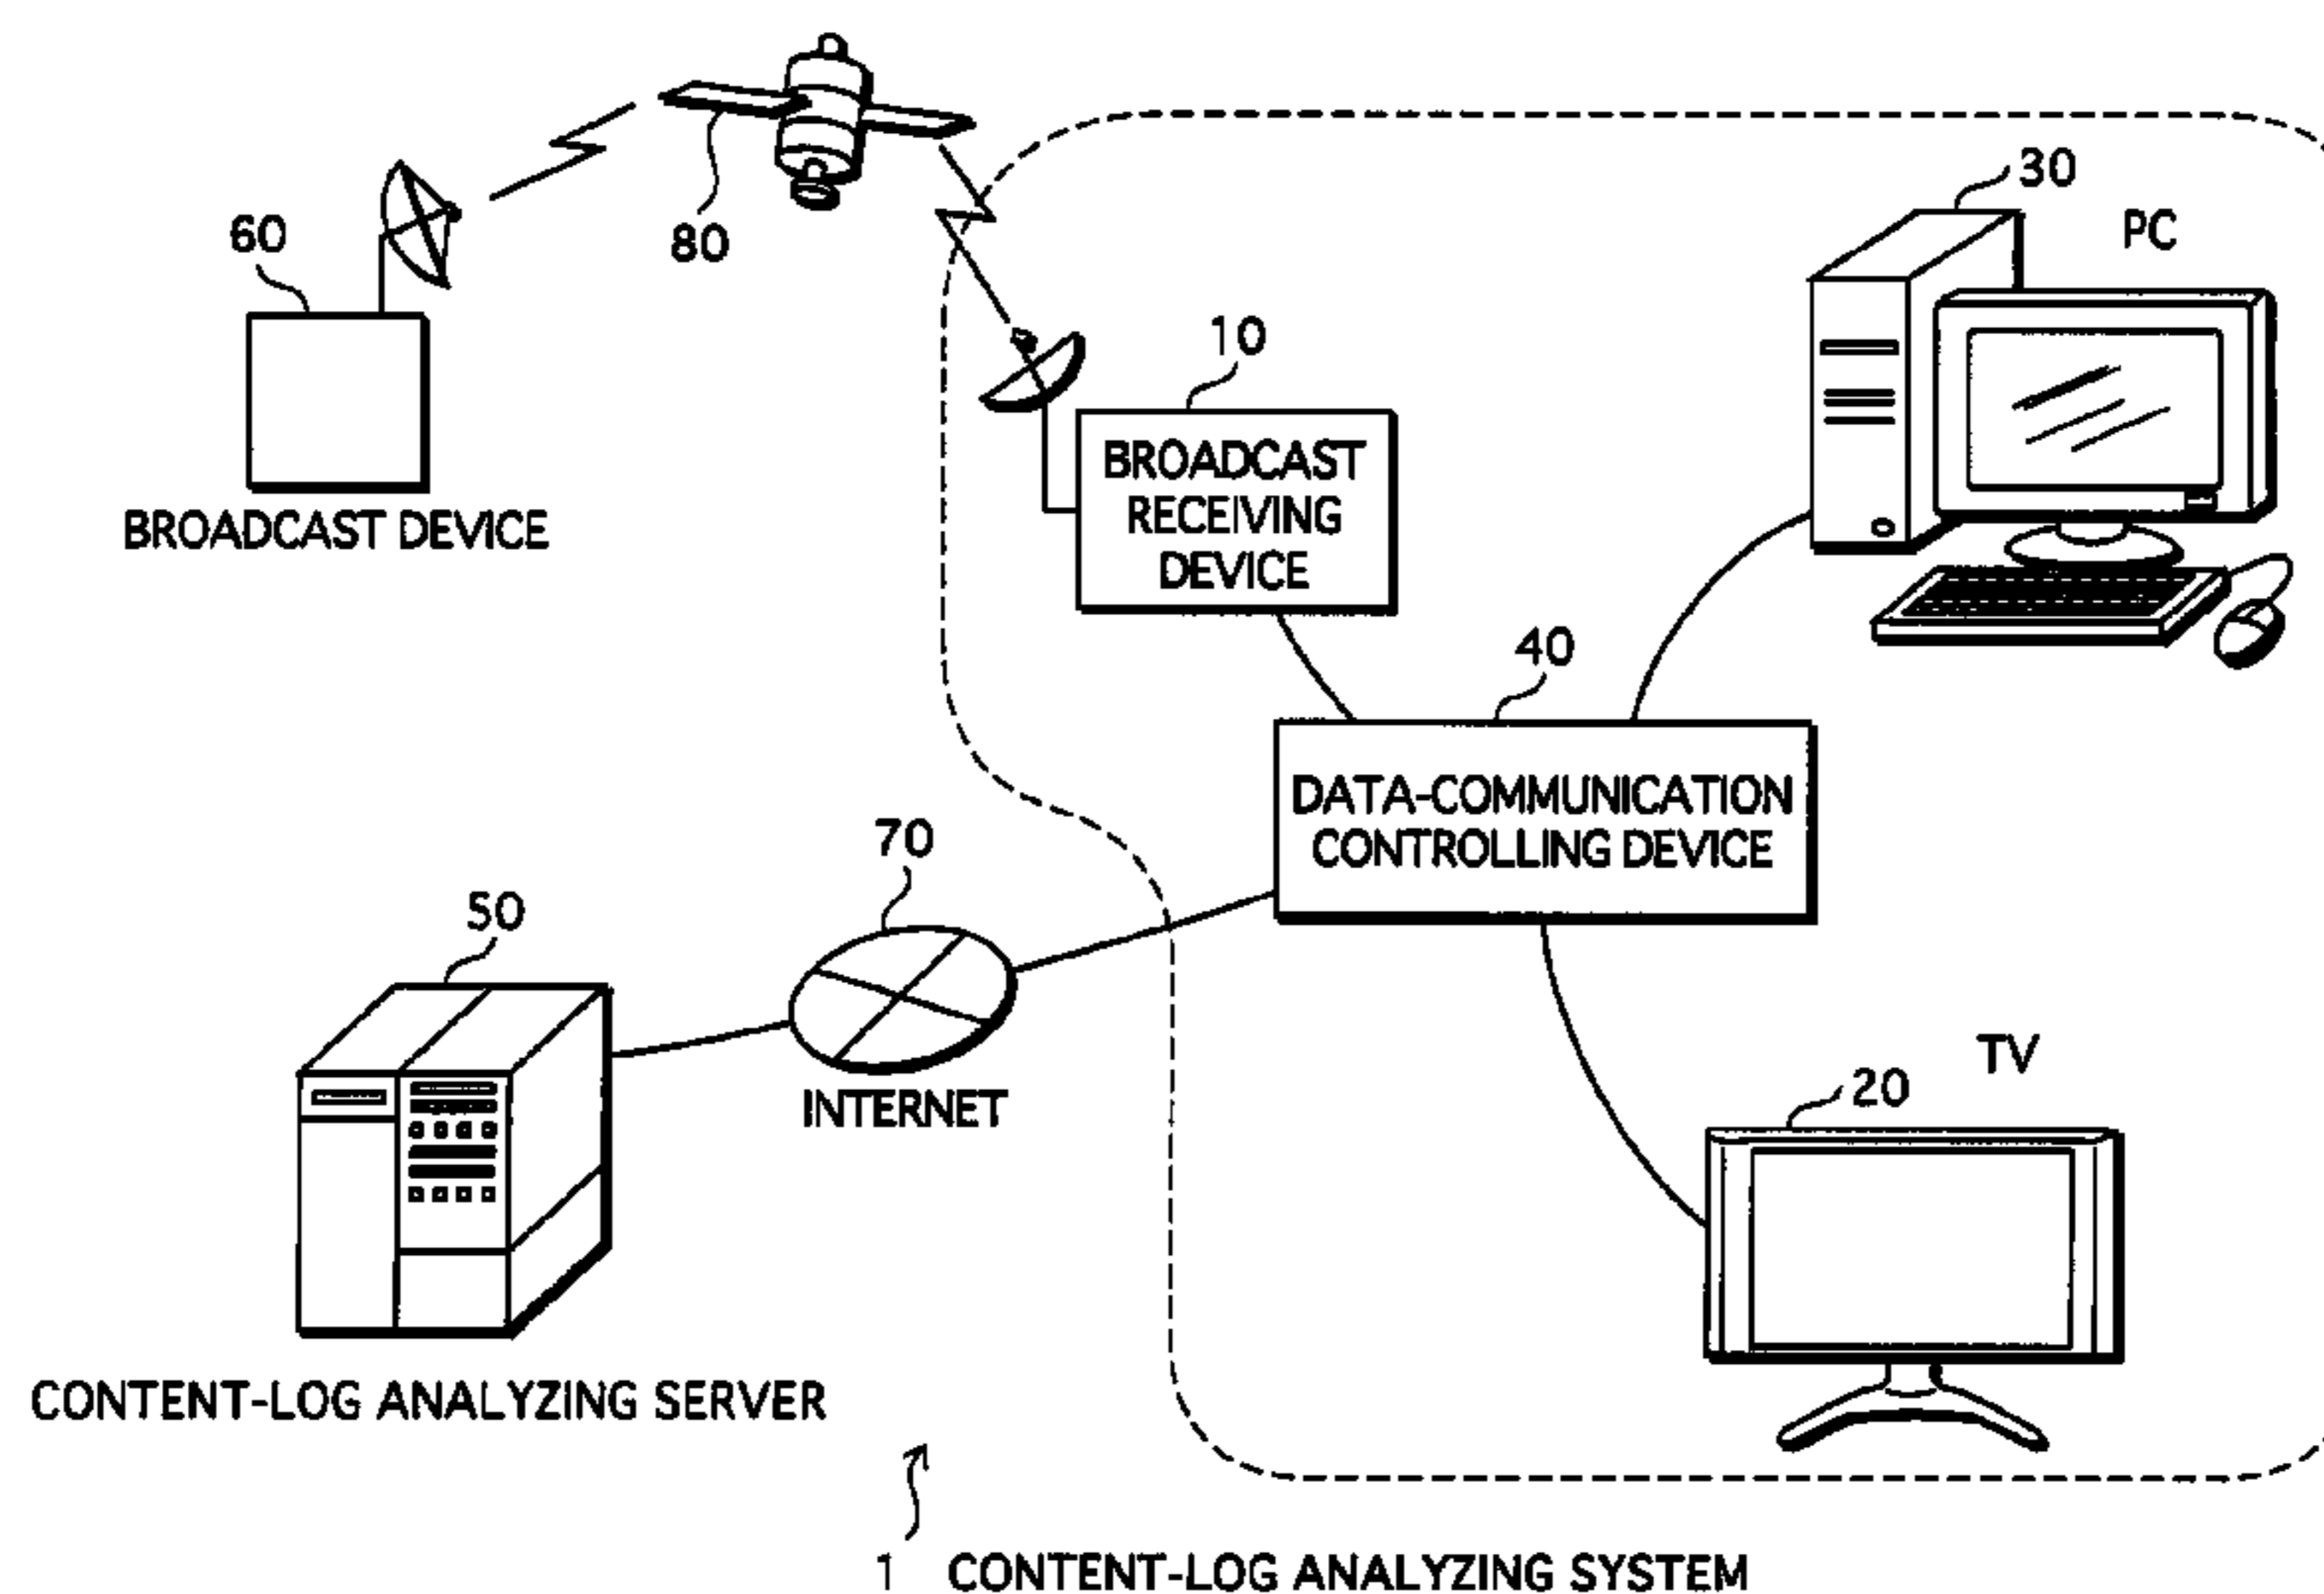 80
60
BROADCAST DEVICE
10
BROADCAST
RECEIVING
DEVICE
30
PC
40
DATA-COMMUNICATION
CONTROLLING DEVICE
70
INTERNET
50
CONTENT-LOG ANALYZING SERVER
TV
20
1 CONTENT-LOG ANALYZING SYSTEM